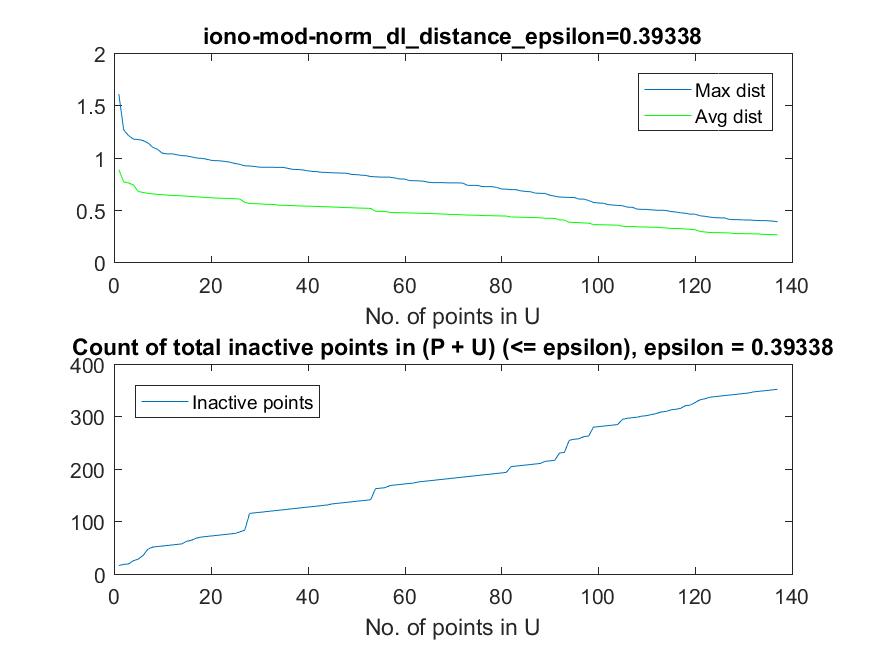 iono-mod-norm_dl_distance_epsilon=0.39338
2
1.5
1
0.5
0
Max dist
Avg dist
0 20 40 60 80 100 120 140
No. of points in U
Count of total inactive points in (P + U) (<= epsilon), epsilon = 0.39338
400
300
200
100
0
Inactive points
0 20 40 60 80 100 120 140
No. of points in U